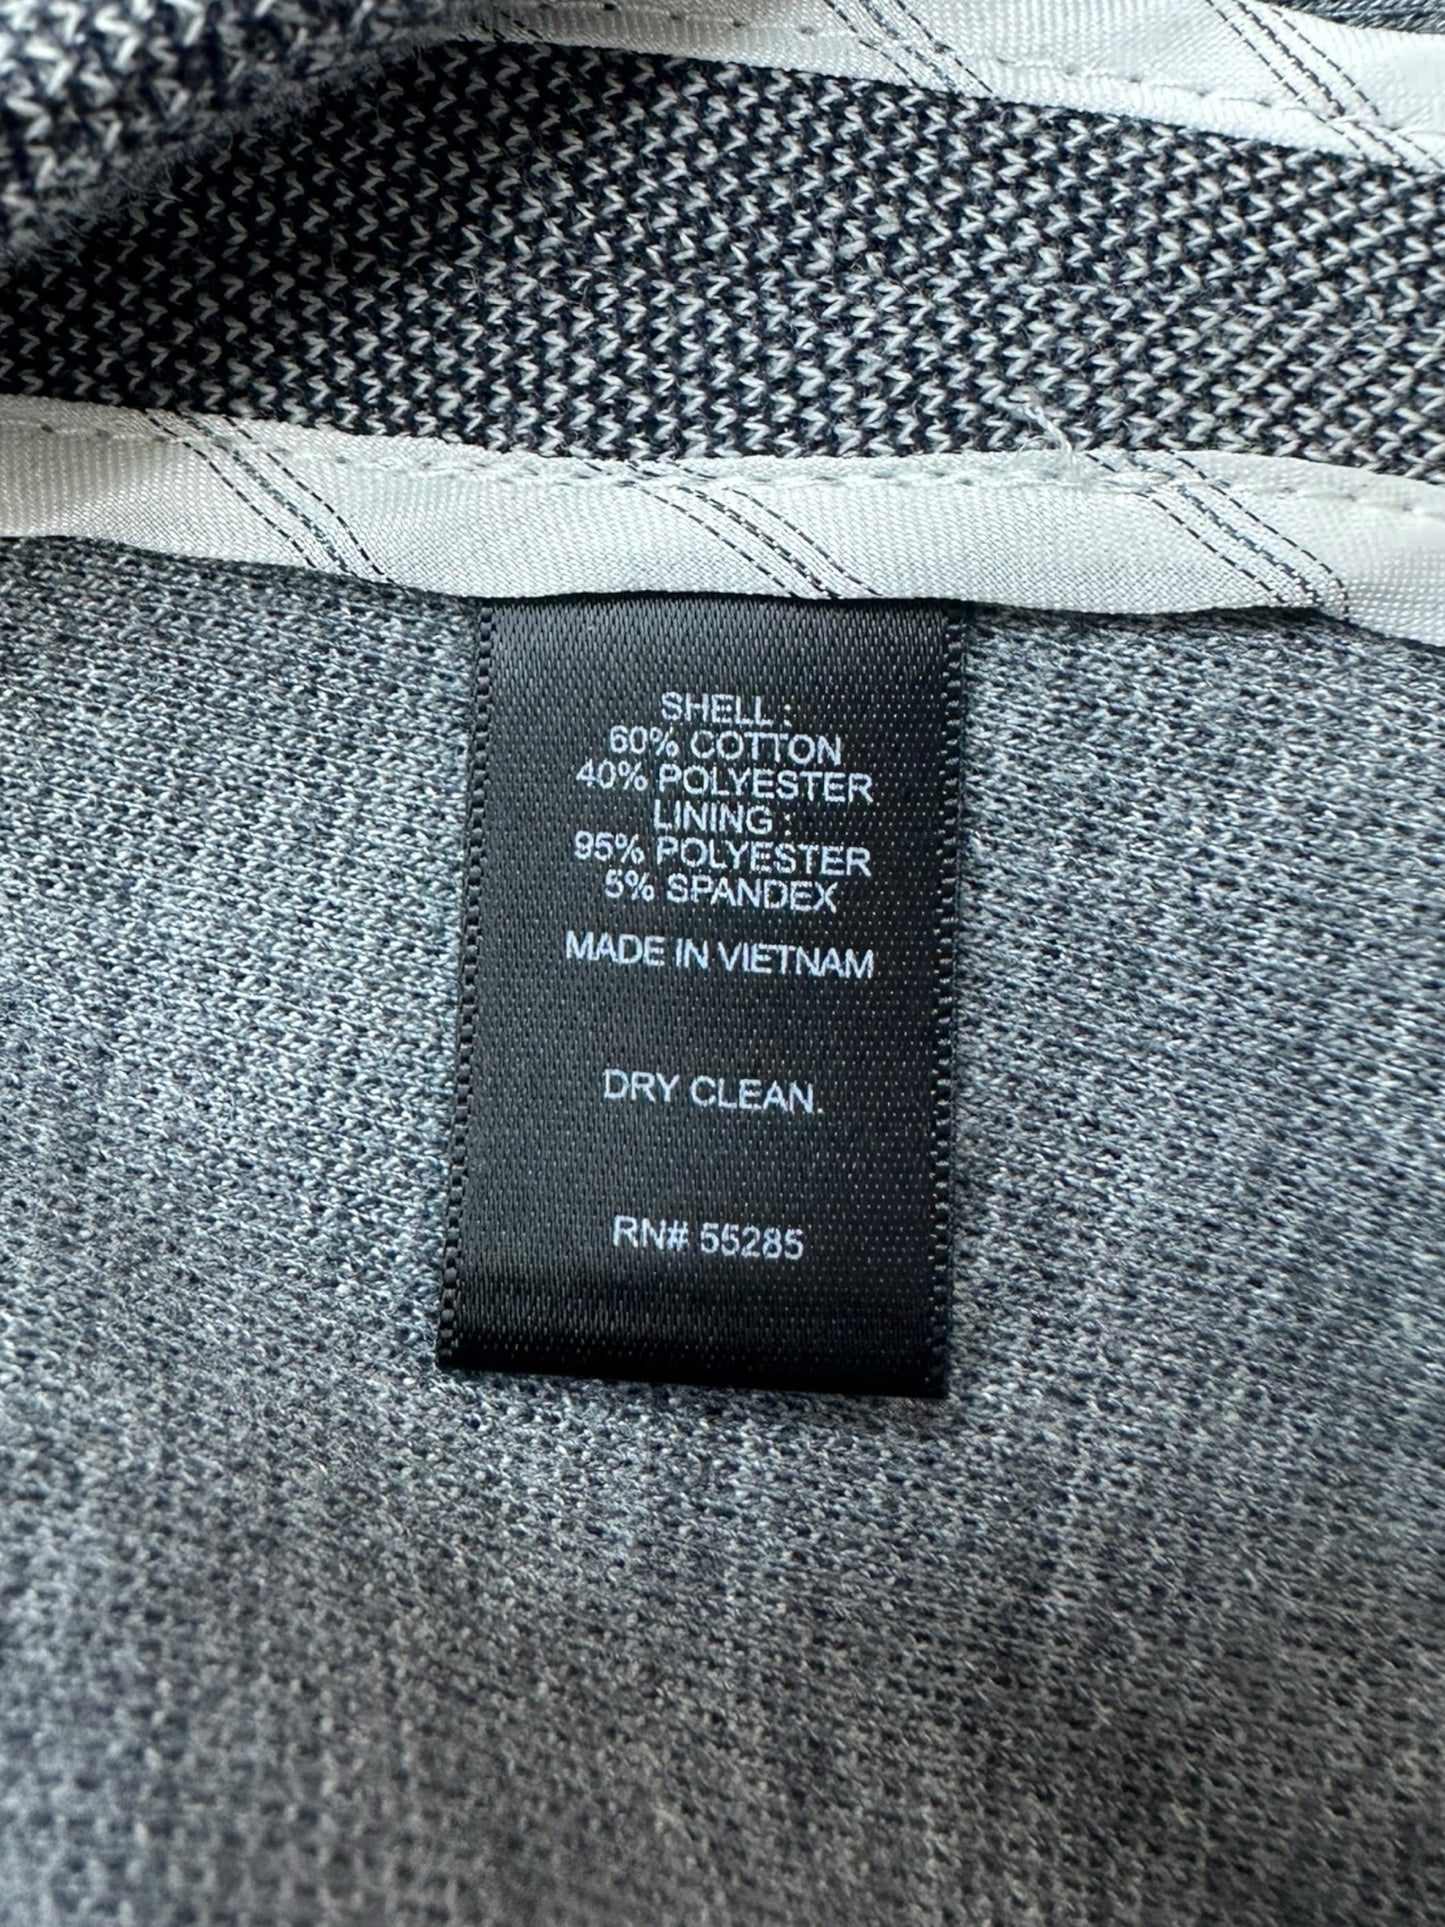 SHELL :
60% COTTON
40% POLYESTER
LINING :
95% POLYESTER
5% SPANDEX
MADE IN VIETNAM
DRY CLEAN.
RN# 55285